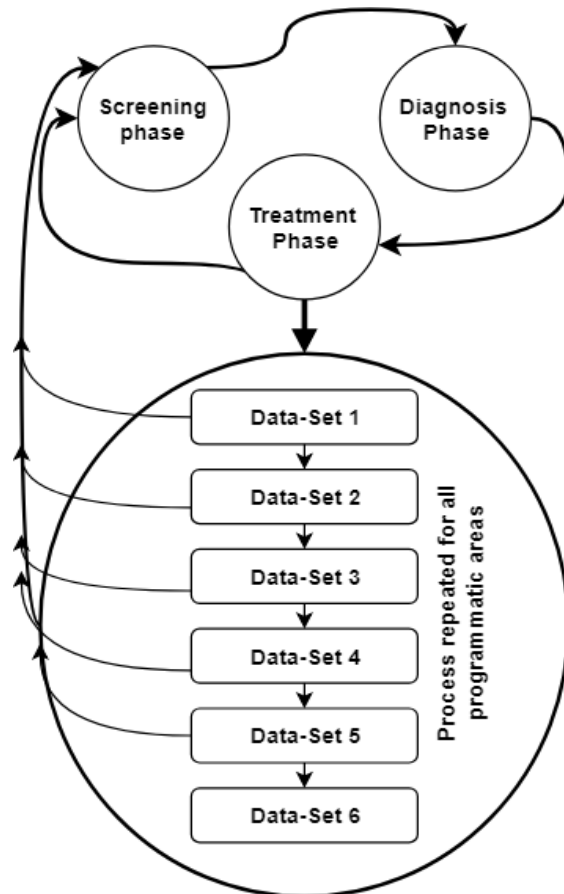 Screening
phase
Diagnosis
Phase
Treatment
Phase
Data-Set 1
Data-Set 2
Data-Set 3
Data-Set 4
Data-Set 5
Data-Set 6
Process repeated for all
programmatic areas